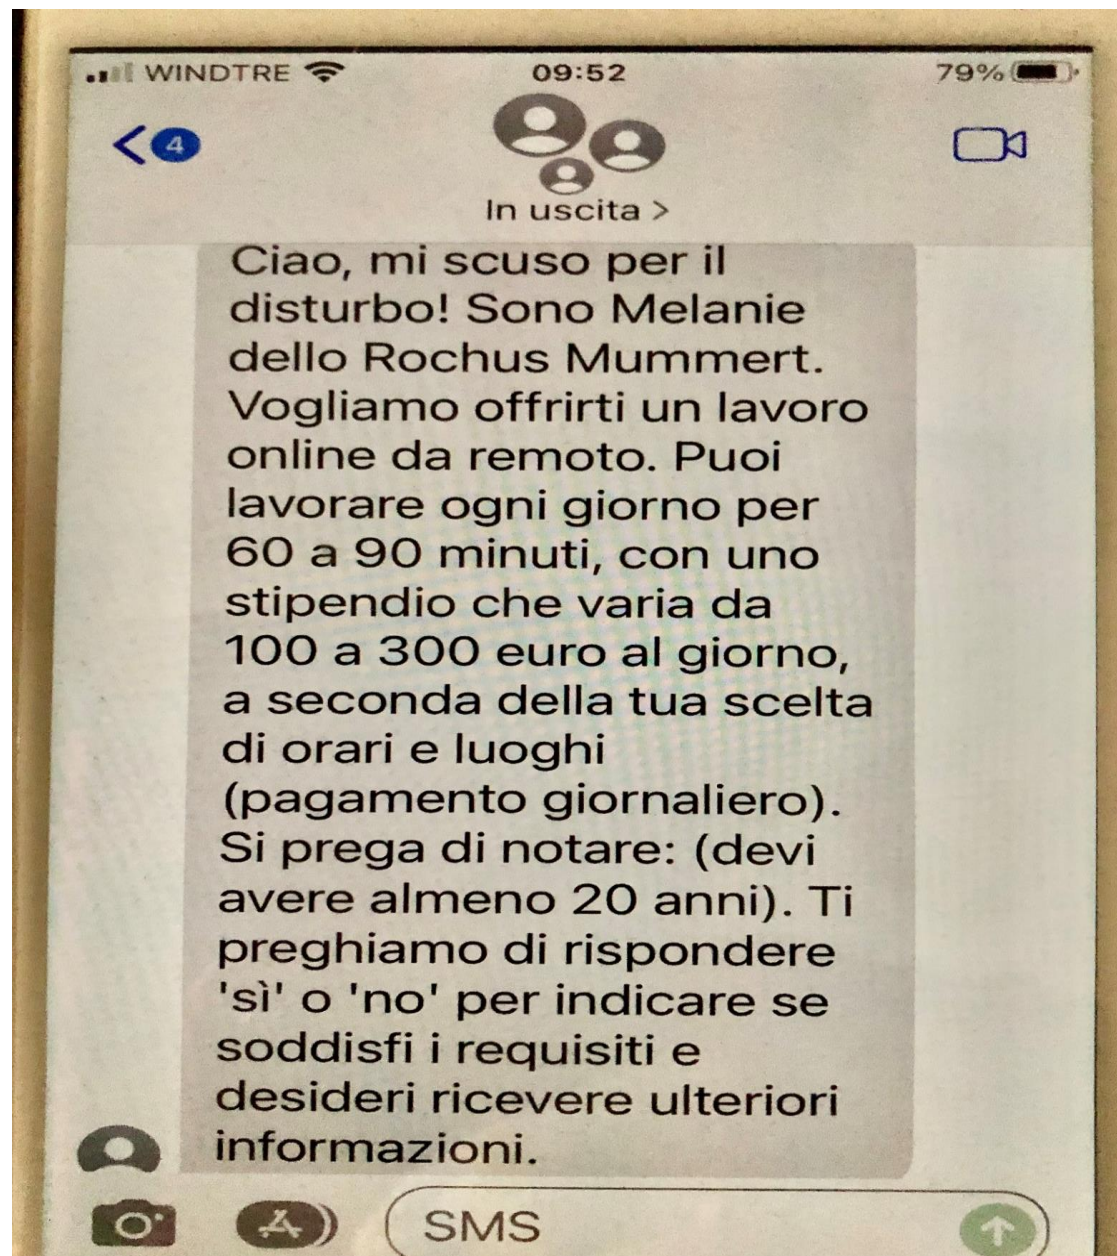 WINDTRE 09:52 79%
4
In uscita >
Ciao, mi scuso per il
disturbo! Sono Melanie
dello Rochus Mummert.
Vogliamo offrirti un lavoro
online da remoto. Puoi
lavorare ogni giorno per
60 a 90 minuti, con uno
stipendio che varia da
100 a 300 euro al giorno,
a seconda della tua scelta
di orari e luoghi
(pagamento giornaliero).
Si prega di notare: (devi
avere almeno 20 anni). Ti
preghiamo di rispondere
'sì' o 'no' per indicare se
soddisfi i requisiti e
desideri ricevere ulteriori
informazioni.
SMS